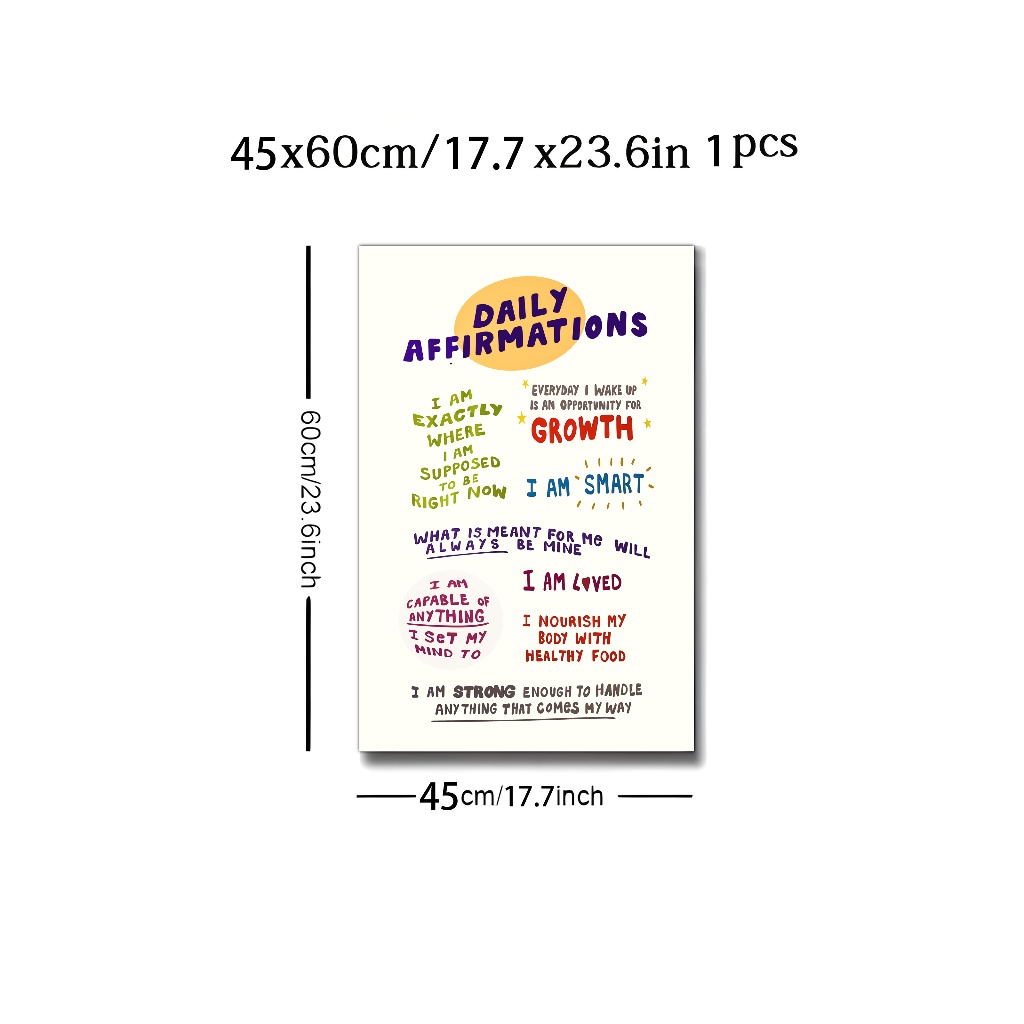 45x60cm/17.7 x23.6in 1pcs
60cm/23.6inch
DAILY
AFFIRMATIONS
I AM
EXACTLY
WHERE
I AM
SUPPOSED
TO BE
RIGHT NOW
EVERYDAY I WAKE UP
IS AN OPPORTUNITY FOR
GROWTH
I AM SMART
WHAT IS MEANT FOR Me WILL
ALWAYS BE MINE
I AM
CAPABLE OF
ANYTHING
I SeT MY
MIND TO
I AM L♥VED
I NOURISH MY
BODY WITH
HEALTHY FOOD
I AM STRONG ENOUGH TO HANDLE
ANYTHING THAT COMeS MY WAY
45cm/17.7inch